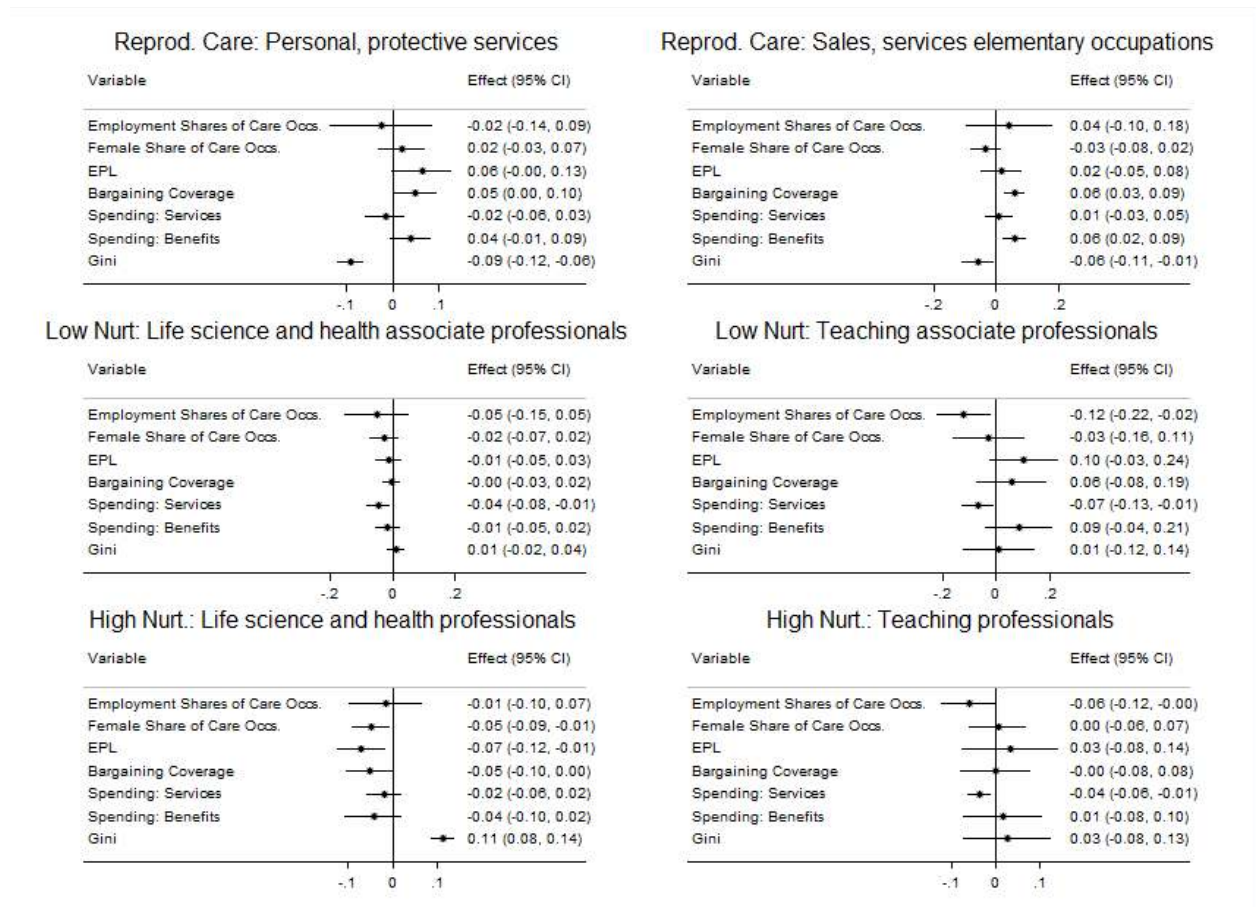 Reprod. Care: Personal, protective services
Variable Effect (95% CI)
Employment Shares of Care Occs. -0.02 (-0.14, 0.09)
Female Share of Care Occs. 0.02 (-0.03, 0.07)
EPL 0.06 (-0.00, 0.13)
Bargaining Coverage 0.05 (0.00, 0.10)
Spending: Services -0.02 (-0.06, 0.03)
Spending: Benefits 0.04 (-0.01, 0.09)
Gini -0.09 (-0.12, -0.06)
-.1 0 .1
Reprod. Care: Sales, services elementary occupations
Variable Effect (95% CI)
Employment Shares of Care Occs. 0.04 (-0.10, 0.18)
Female Share of Care Occs. -0.03 (-0.08, 0.02)
EPL 0.02 (-0.05, 0.08)
Bargaining Coverage 0.06 (0.03, 0.09)
Spending: Services 0.01 (-0.03, 0.05)
Spending: Benefits 0.06 (0.02, 0.09)
Gini -0.06 (-0.11, -0.01)
-.2 0 .2
Low Nurt: Life science and health associate professionals
Variable Effect (95% CI)
Employment Shares of Care Occs. -0.05 (-0.15, 0.05)
Female Share of Care Occs. -0.02 (-0.07, 0.02)
EPL -0.01 (-0.05, 0.03)
Bargaining Coverage -0.00 (-0.03, 0.02)
Spending: Services -0.04 (-0.08, -0.01)
Spending: Benefits -0.01 (-0.05, 0.02)
Gini 0.01 (-0.02, 0.04)
-.2 0 .2
Low Nurt: Teaching associate professionals
Variable Effect (95% CI)
Employment Shares of Care Occs. -0.12 (-0.22, -0.02)
Female Share of Care Occs. -0.03 (-0.16, 0.11)
EPL 0.10 (-0.03, 0.24)
Bargaining Coverage 0.06 (-0.08, 0.19)
Spending: Services -0.07 (-0.13, -0.01)
Spending: Benefits 0.09 (-0.04, 0.21)
Gini 0.01 (-0.12, 0.14)
-.2 0 .2
High Nurt.: Life science and health professionals
Variable Effect (95% CI)
Employment Shares of Care Occs. -0.01 (-0.10, 0.07)
Female Share of Care Occs. -0.05 (-0.09, -0.01)
EPL -0.07 (-0.12, -0.01)
Bargaining Coverage -0.05 (-0.10, 0.00)
Spending: Services -0.02 (-0.06, 0.02)
Spending: Benefits -0.04 (-0.10, 0.02)
Gini 0.11 (0.08, 0.14)
-.1 0 .1
High Nurt.: Teaching professionals
Variable Effect (95% CI)
Employment Shares of Care Occs. -0.06 (-0.12, -0.00)
Female Share of Care Occs. 0.00 (-0.06, 0.07)
EPL 0.03 (-0.08, 0.14)
Bargaining Coverage -0.00 (-0.08, 0.08)
Spending: Services -0.04 (-0.06, -0.01)
Spending: Benefits 0.01 (-0.08, 0.10)
Gini 0.03 (-0.08, 0.13)
-.1 0 .1